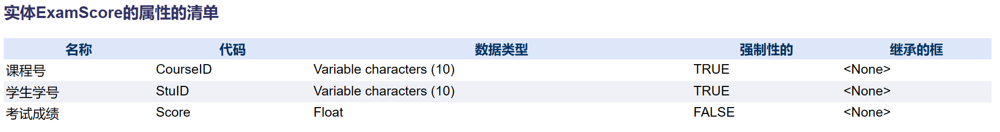 实体ExamScore的属性的清单
名称 代码 数据类型 强制性的 继承的框
课程号 CourseID Variable characters (10) TRUE <None>
学生学号 StuID Variable characters (10) TRUE <None>
考试成绩 Score Float FALSE <None>